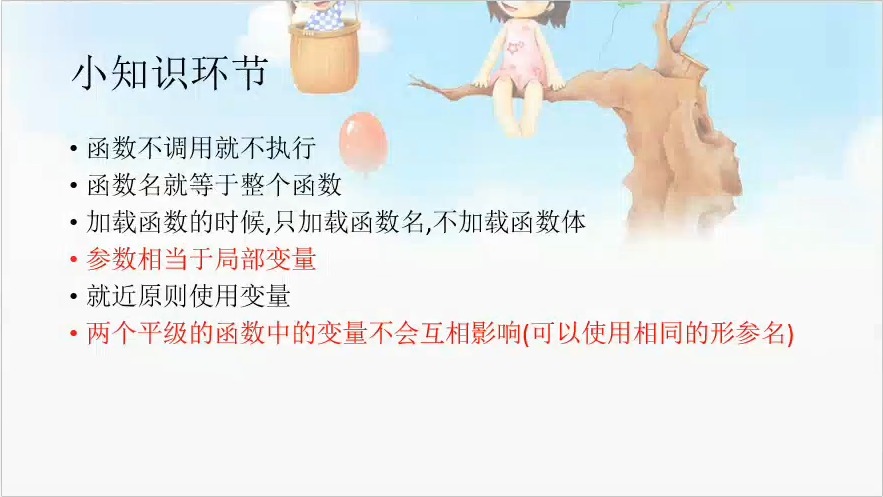 小知识环节
• 函数不调用就不执行
• 函数名就等于整个函数
• 加载函数的时候,只加载函数名,不加载函数体
• 参数相当于局部变量
• 就近原则使用变量
• 两个平级的函数中的变量不会互相影响(可以使用相同的形参名)